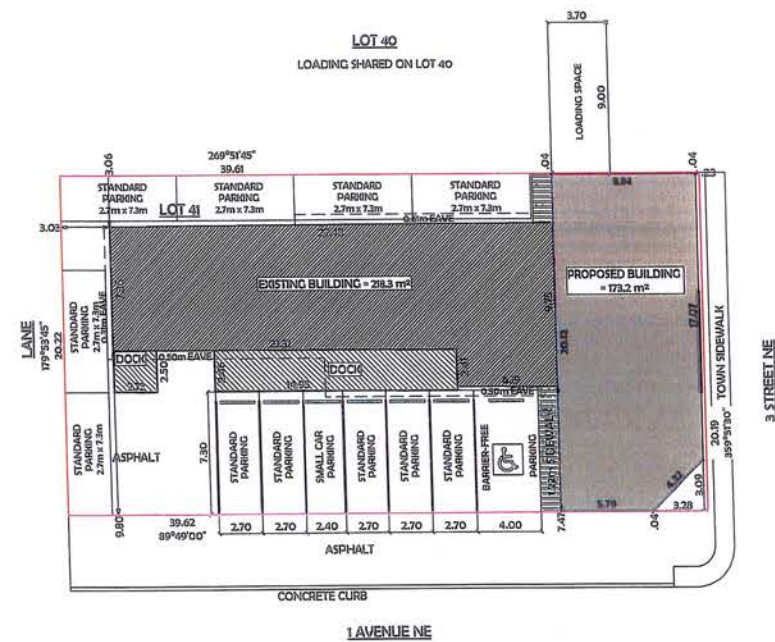 3.70
LOT 40
LOADING SHARED ON LOT 40
LOADING SPACE
9.00
3.06
269°51'45"
39.61
.04
8.84
.04
STANDARD
PARKING
2.7m x 7.3m
STANDARD
PARKING
2.7m x 7.3m
STANDARD
PARKING
2.7m x 7.3m
STANDARD
PARKING
2.7m x 7.3m
LOT 41
0.61m EAVE
3.03
EXISTING BUILDING = 218.3 m²
PROPOSED BUILDING
= 173.2 m²
9.78
20.12
17.07
LANE
179°53'45"
20.22
STANDARD
PARKING
2.7m x 7.3m
DOCK
0.50m EAVE
2.50
DOCK
0.30m EAVE
STANDARD
PARKING
2.7m x 7.3m
ASPHALT
7.30
STANDARD
PARKING
STANDARD
PARKING
SMALL CAR
PARKING
STANDARD
PARKING
STANDARD
PARKING
STANDARD
PARKING
BARRIER-FREE
PARKING
SIDEWALK
TOWN SIDEWALK
3 STREET NE
20.19
359°51'30"
4.32
3.09
3.28
5.79
.04
7.47
9.80
39.62
89°49'00"
2.70
2.70
2.40
2.70
2.70
2.70
4.00
ASPHALT
CONCRETE CURB
1 AVENUE NE